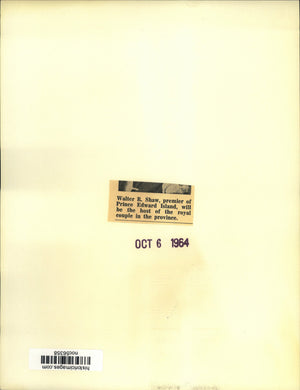 Walter R. Shaw, premier of
Prince Edward Island, will
be the host of the royal
couple in the province.
OCT 6 1964
historicimages.com